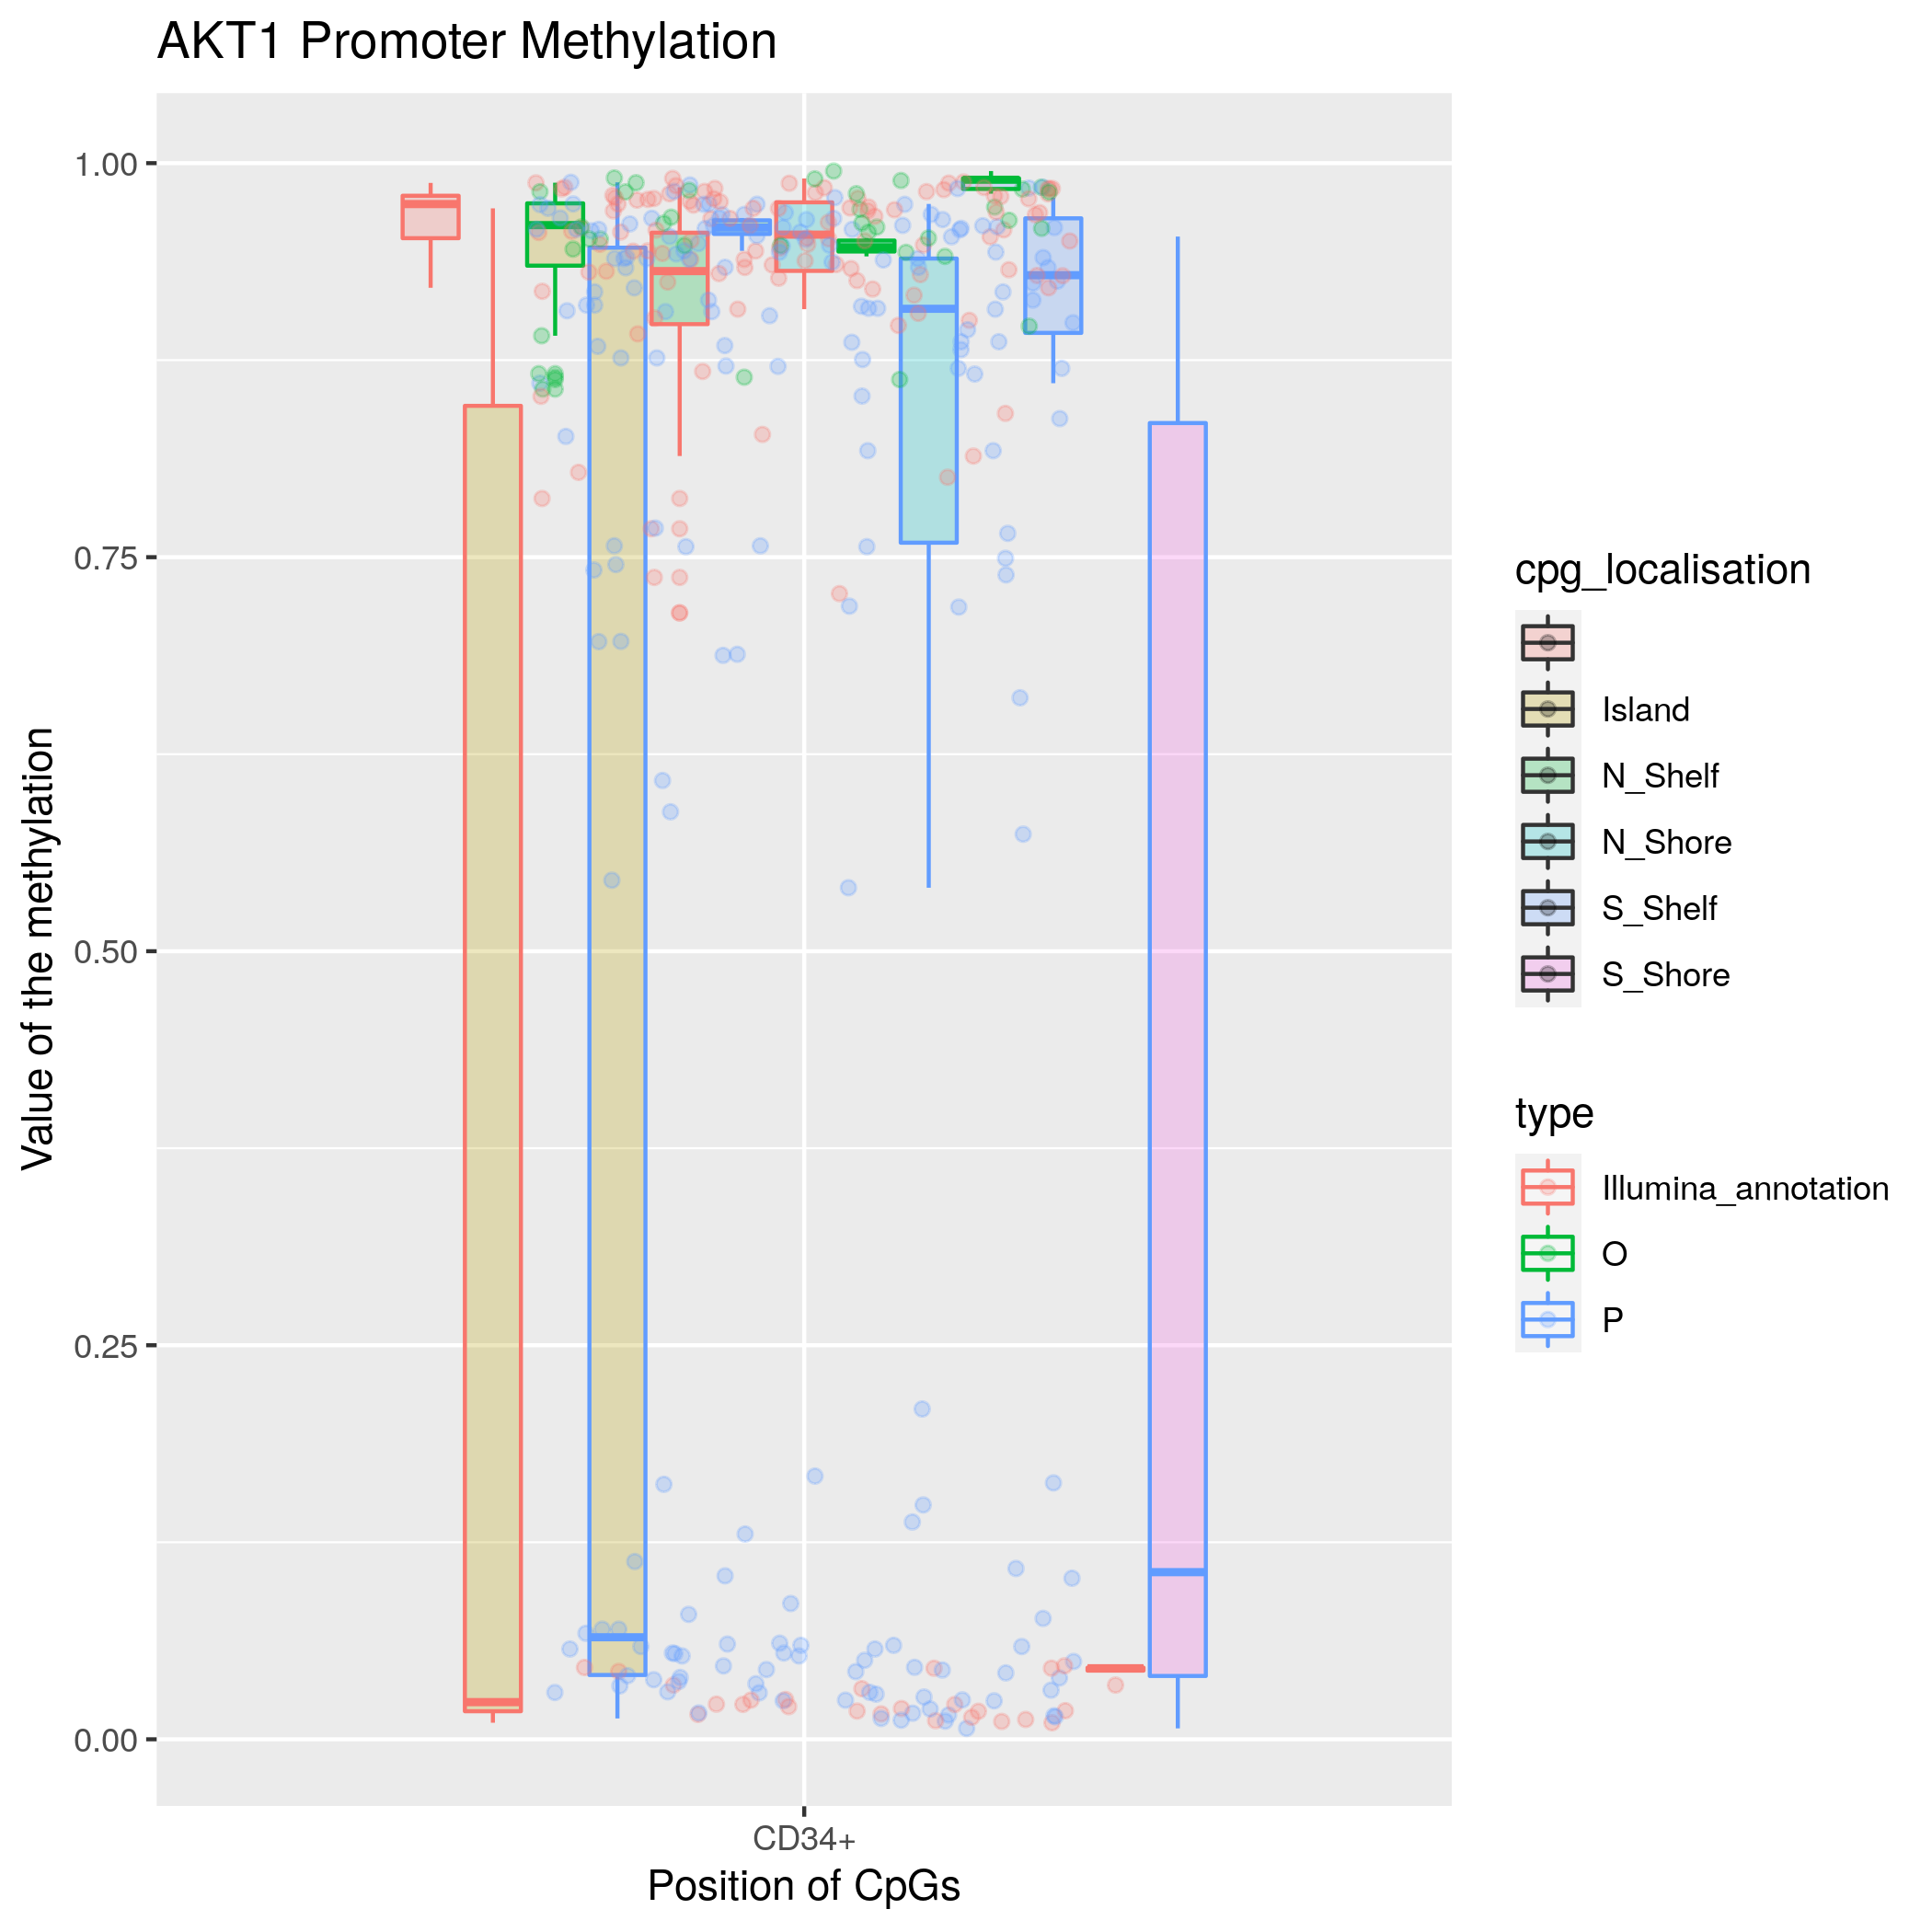 AKT1 Promoter Methylation
1.00
0.75
0.50
0.25
0.00
Value of the methylation
CD34+
Position of CpGs
cpg_localisation
Island
N_Shelf
N_Shore
S_Shelf
S_Shore
type
Illumina_annotation
O
P